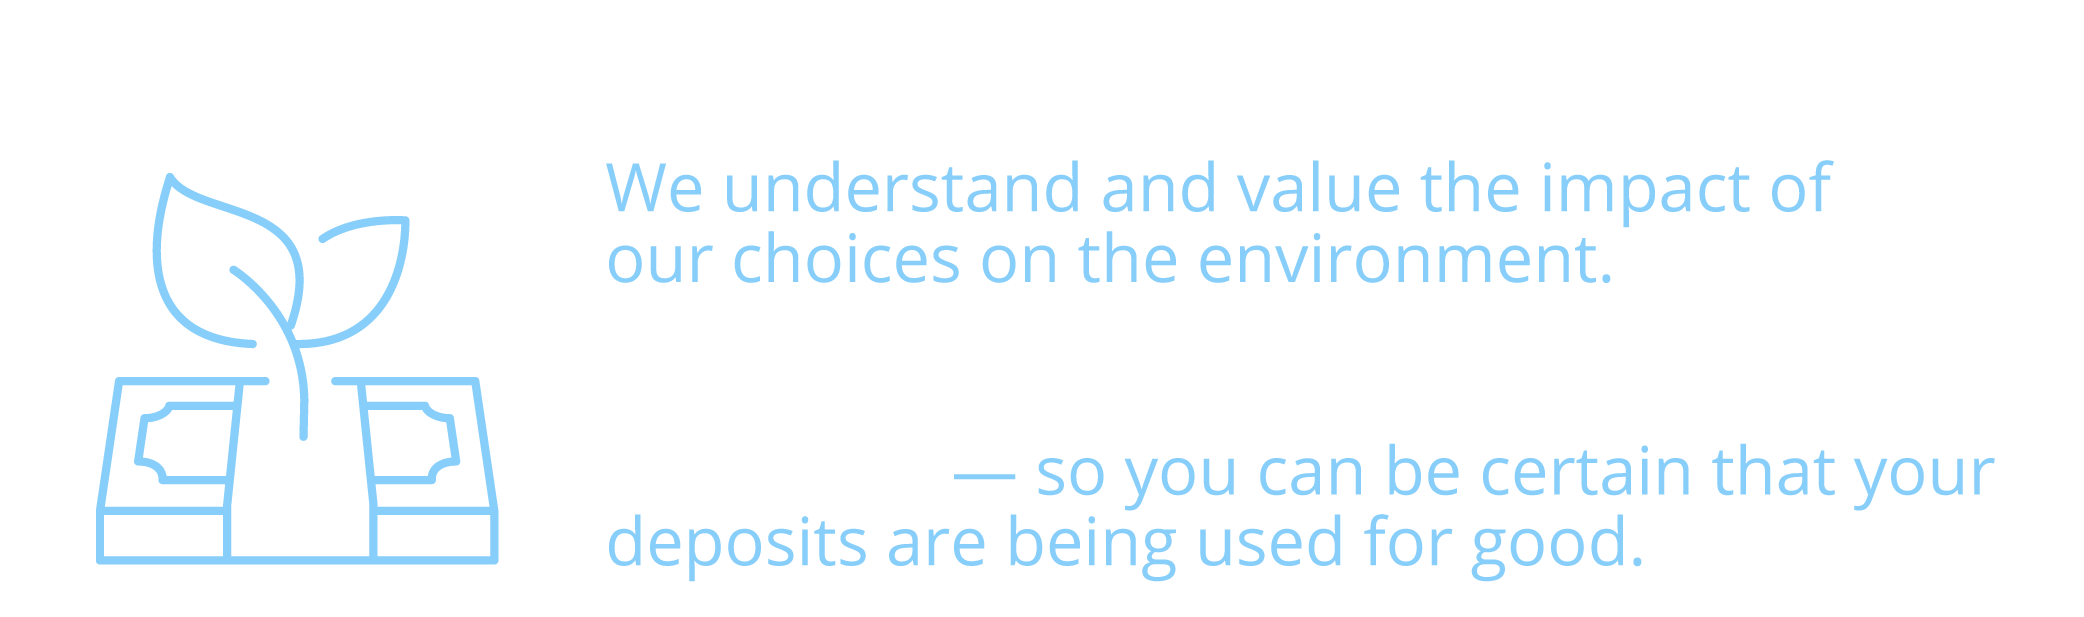 We understand and value the impact of
our choices on the environment.
— so you can be certain that your
deposits are being used for good.